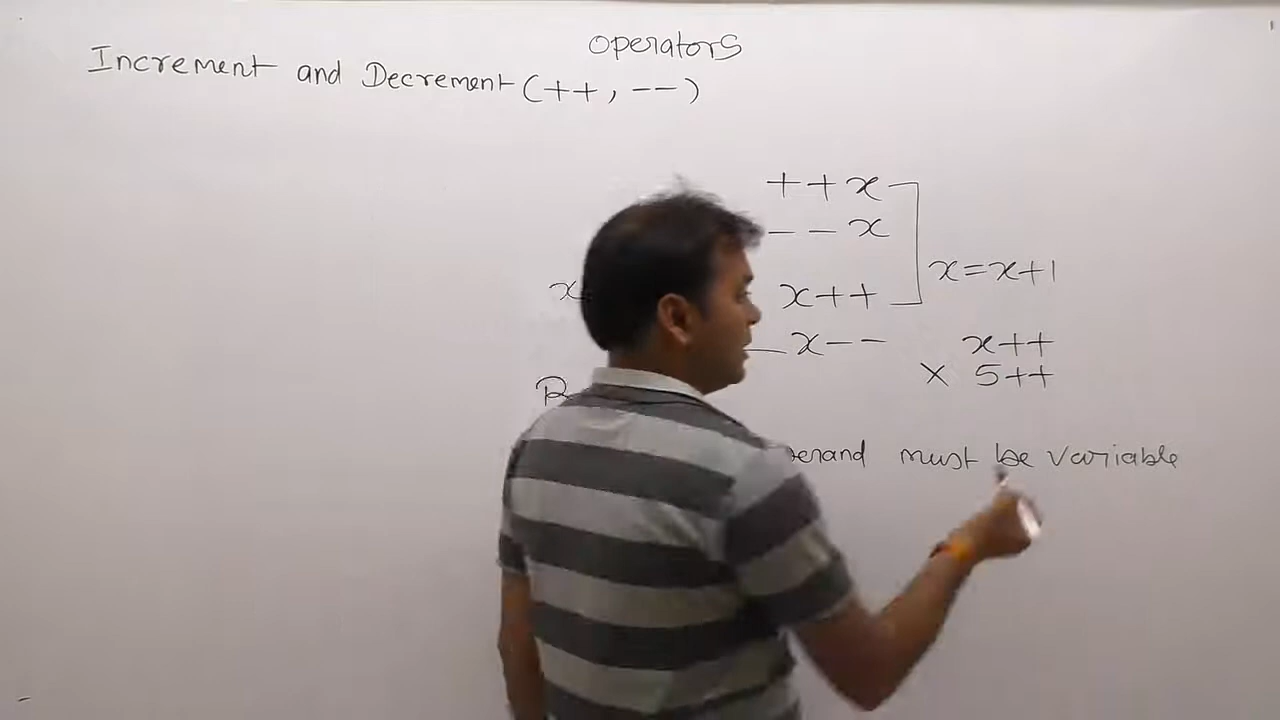 Operators
Increment and Decrement (++, --)
++x
--x
x=x+1
x
x++
x--
x++
× 5++
must be variable